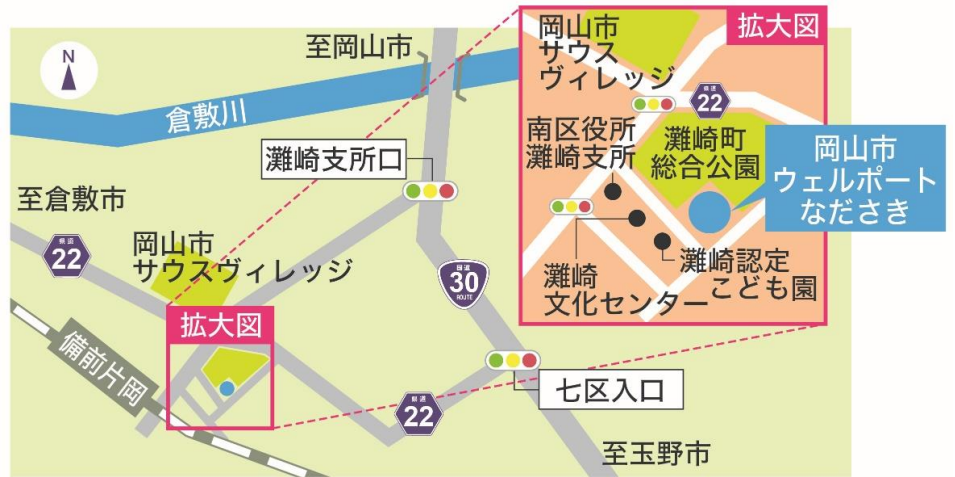 N
至岡山市
倉敷川
灘崎支所口
至倉敷市
県道
22
岡山市
サウスヴィレッジ
拡大図
備前片岡
国道
30
ROUTE
県道
22
七区入口
至玉野市
拡大図
岡山市
サウス
ヴィレッジ
県道
22
南区役所
灘崎支所
灘崎町
総合公園
岡山市
ウェルポート
なださき
灘崎
文化センター
灘崎認定
こども園